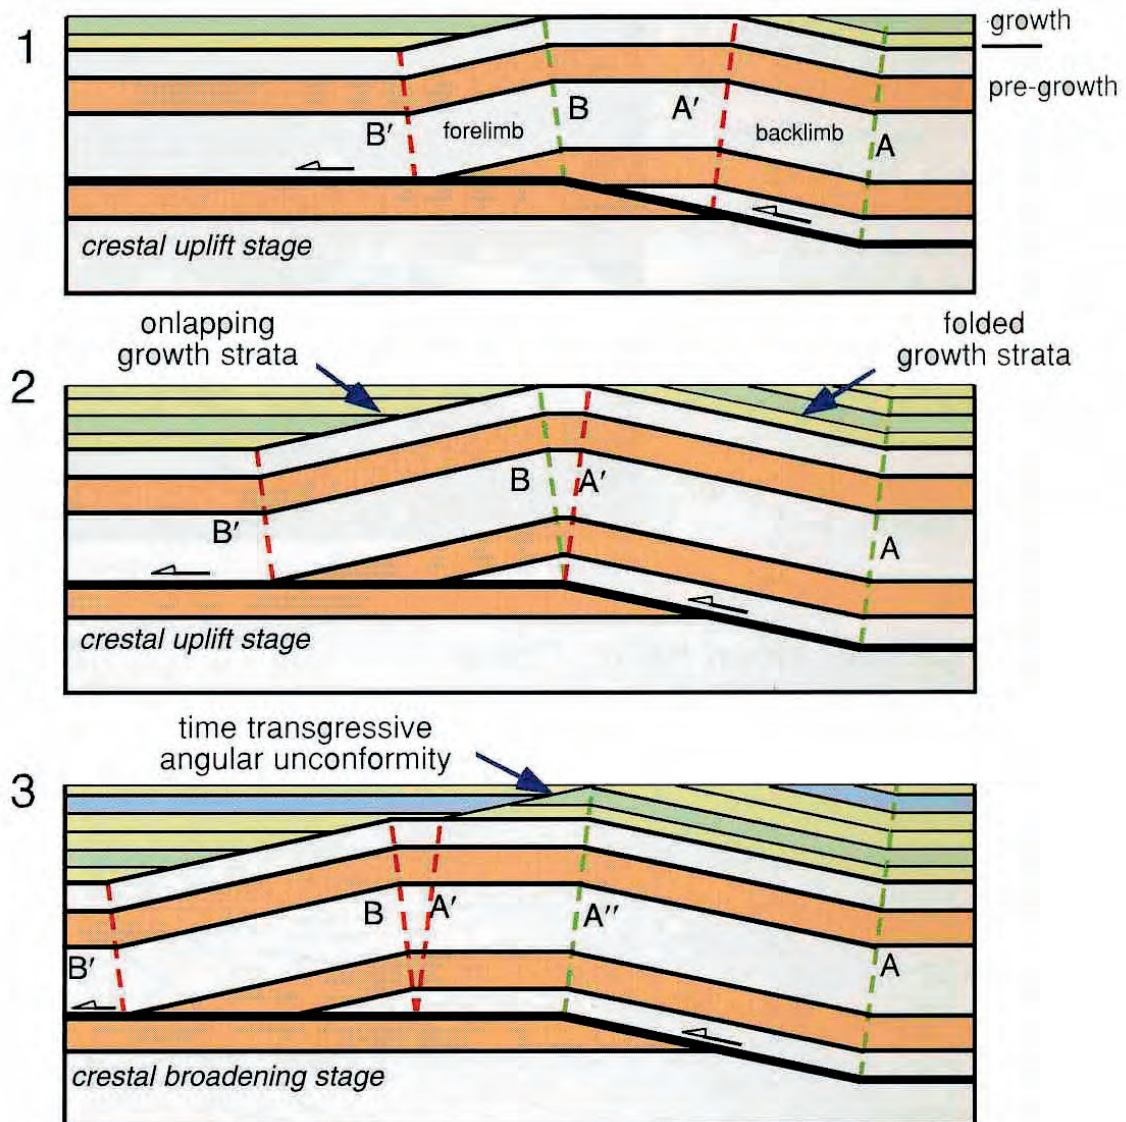 1
growth
pre-growth
B′
forelimb
B
A′
backlimb
A
crestal uplift stage
onlapping
growth strata
folded
growth strata
2
B
A′
B′
A
crestal uplift stage
time transgressive
angular unconformity
3
B
A′
A′′
B′
A
crestal broadening stage